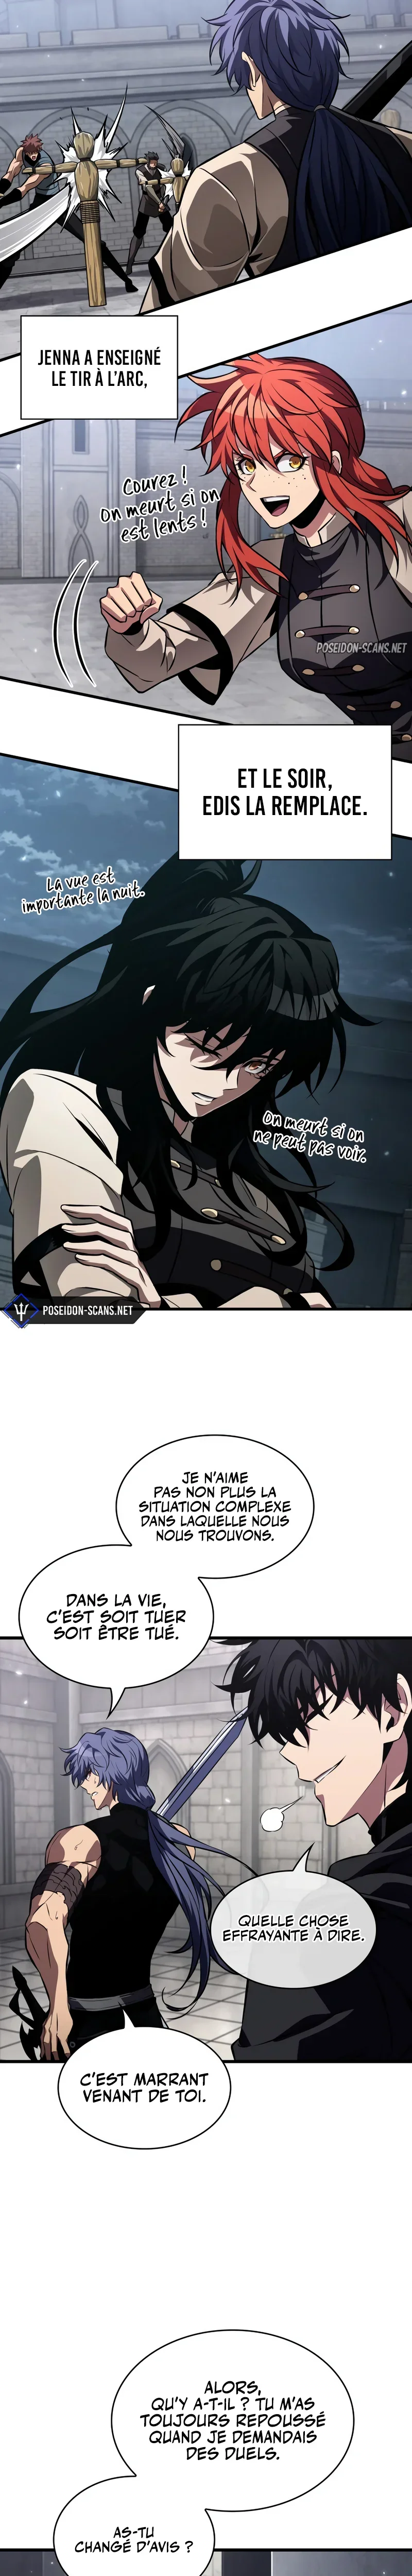 JENNA A ENSEIGNÉ
LE TIR À L'ARC,
Courez !
On meurt si on
est lents !
POSEIDON-SCANS.NET
ET LE SOIR,
EDIS LA REMPLACE.
La vue est
importante la nuit.
On meurt si on
ne peut pas voir.
POSEIDON-SCANS.NET
JE N'AIME
PAS NON PLUS LA
SITUATION COMPLEXE
DANS LAQUELLE NOUS
NOUS TROUVONS.
DANS LA VIE,
C'EST SOIT TUER
SOIT ÊTRE TUÉ.
QUELLE CHOSE
EFFRAYANTE À DIRE.
C'EST MARRANT
VENANT DE TOI.
ALORS,
QU'Y A-T-IL ? TU M'AS
TOUJOURS REPOUSSÉ
QUAND JE DEMANDAIS
DES DUELS.
AS-TU
CHANGÉ D'AVIS ?